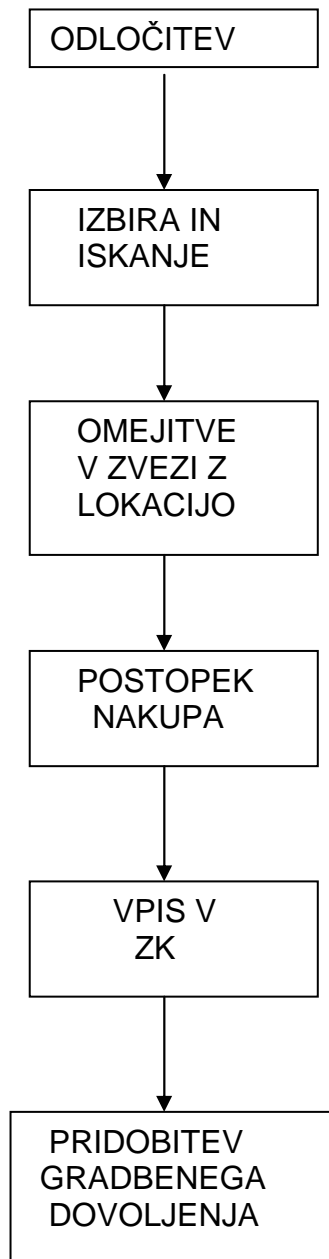 ODLOČITEV
IZBIRA IN
ISKANJE
OMEJITVE
V ZVEZI Z
LOKACIJO
POSTOPEK
NAKUPA
VPIS V
ZK
PRIDOBITEV
GRADBENEGA
DOVOLJENJA